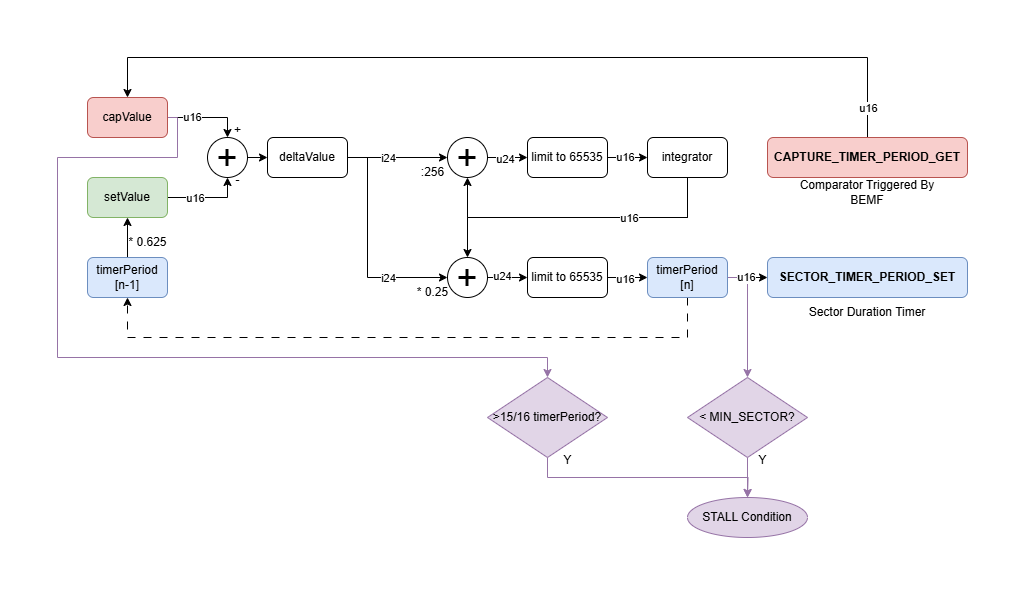 u16
capValue
u16
+
CAPTURE_TIMER_PERIOD_GET
Comparator Triggered By
BEMF
+
deltaValue
i24
:256
+
u24
limit to 65535
u16
integrator
-
setValue
u16
u16
* 0.625
timerPeriod
[n-1]
i24
* 0.25
+
u24
limit to 65535
u16
timerPeriod
[n]
u16
SECTOR_TIMER_PERIOD_SET
Sector Duration Timer
>15/16 timerPeriod?
< MIN_SECTOR?
Y
Y
STALL Condition